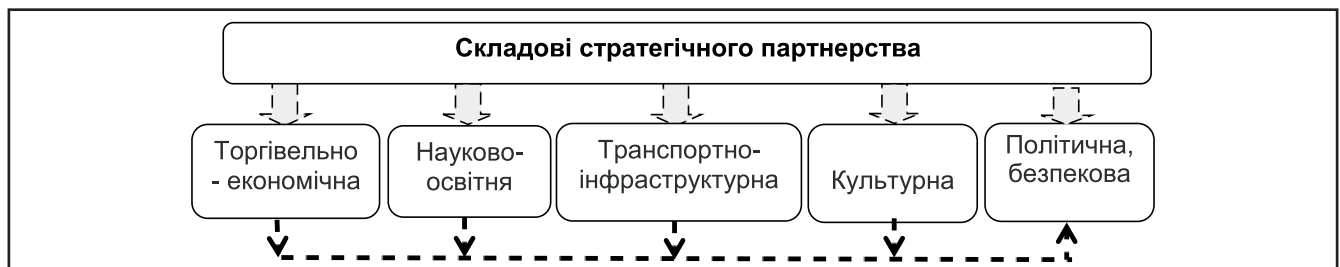 Складові стратегічного партнерства
Торгівельно
- економічна
Науково-
освітня
Транспортно-
інфраструктурна
Культурна
Політична,
безпекова